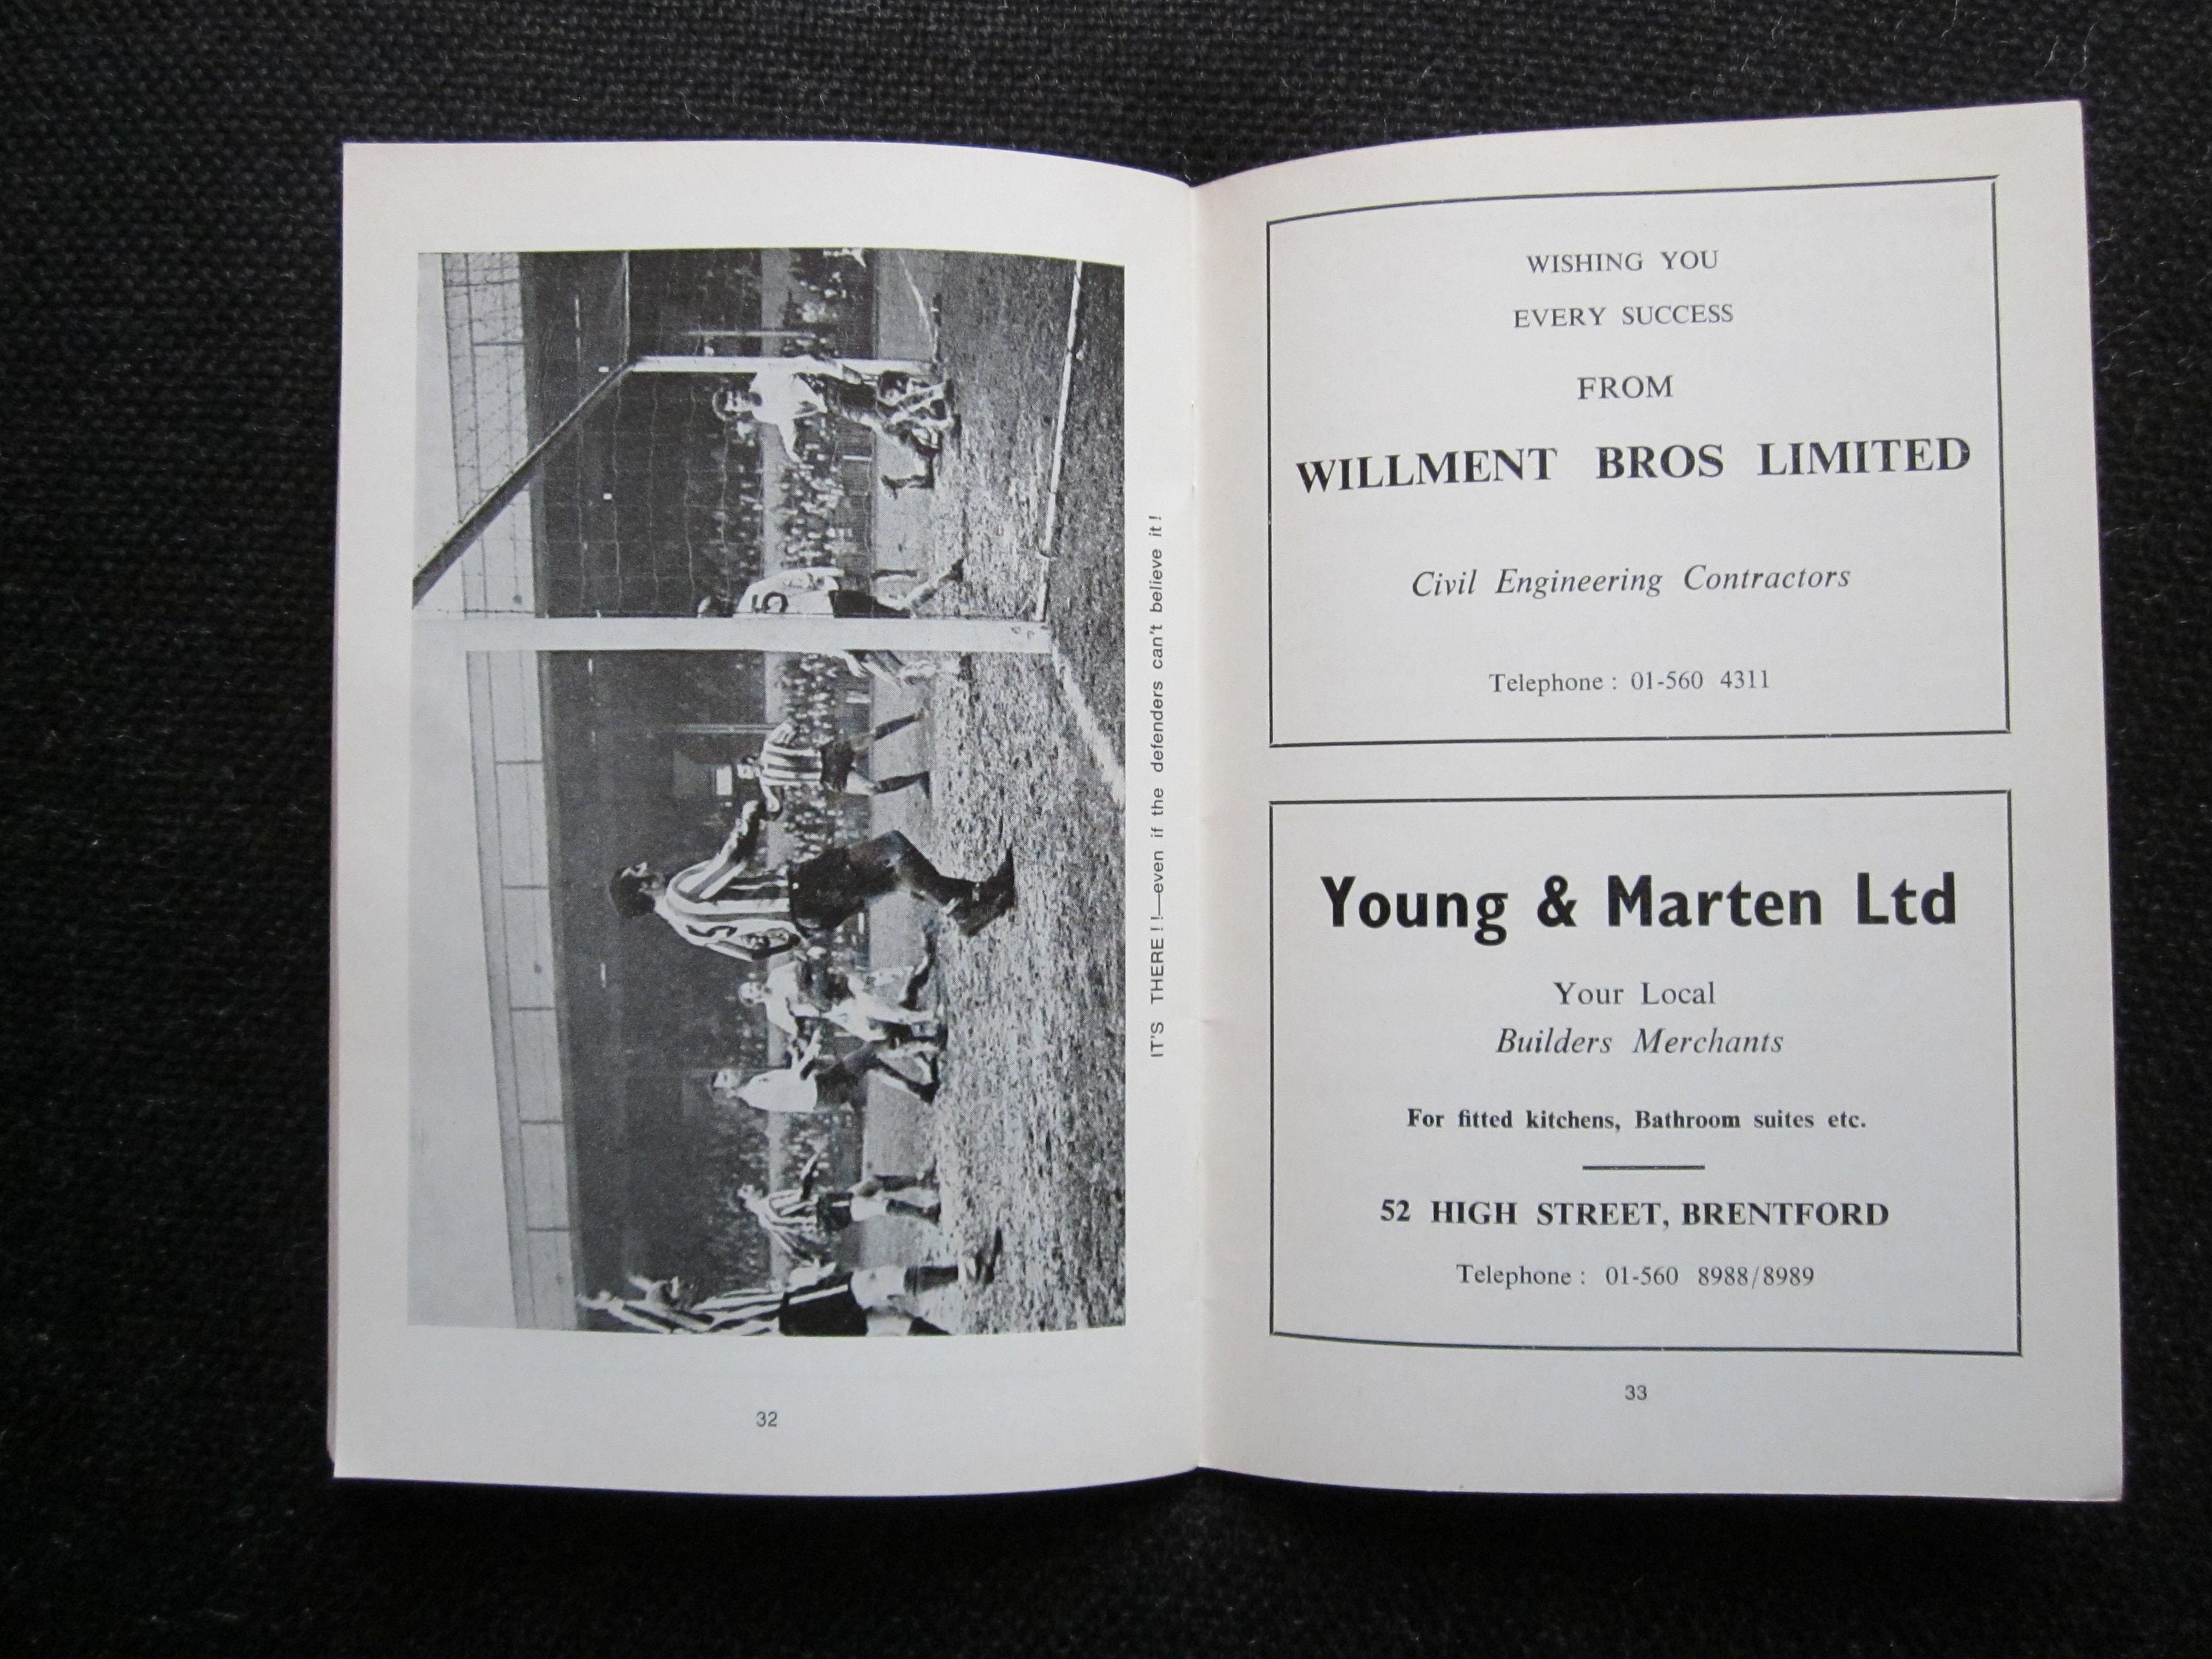 5
5
IT'S THERE!!—even if the defenders can't believe it!
32
WISHING YOU
EVERY SUCCESS
FROM
WILLMENT BROS LIMITED
Civil Engineering Contractors
Telephone : 01-560 4311
Young & Marten Ltd
Your Local
Builders Merchants
For fitted kitchens, Bathroom suites etc.
52 HIGH STREET, BRENTFORD
Telephone : 01-560 8988/8989
33